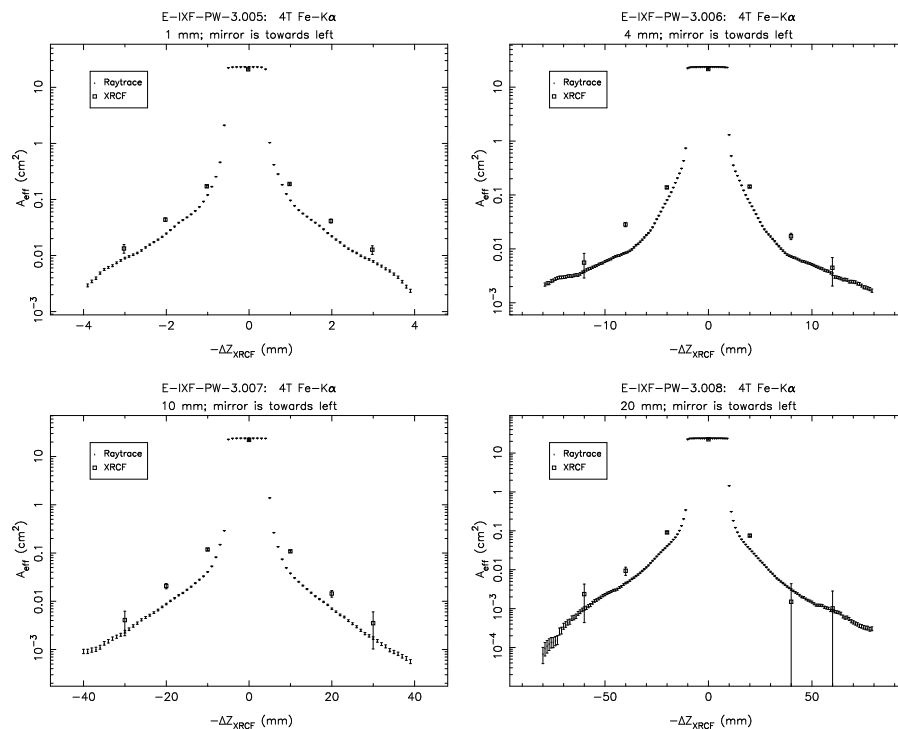 E-IXF-PW-3.005: 4T Fe-Kα
1 mm; mirror is towards left
Raytrace
XRCF
A_eff (cm²)
10
1
0.1
0.01
10⁻³
−4 −2 0 2 4
−ΔZ_XRCF (mm)
E-IXF-PW-3.006: 4T Fe-Kα
4 mm; mirror is towards left
Raytrace
XRCF
A_eff (cm²)
10
1
0.1
0.01
10⁻³
−10 0 10
−ΔZ_XRCF (mm)
E-IXF-PW-3.007: 4T Fe-Kα
10 mm; mirror is towards left
Raytrace
XRCF
A_eff (cm²)
10
1
0.1
0.01
10⁻³
−40 −20 0 20 40
−ΔZ_XRCF (mm)
E-IXF-PW-3.008: 4T Fe-Kα
20 mm; mirror is towards left
Raytrace
XRCF
A_eff (cm²)
10
1
0.1
0.01
10⁻³
10⁻⁴
−50 0 50
−ΔZ_XRCF (mm)